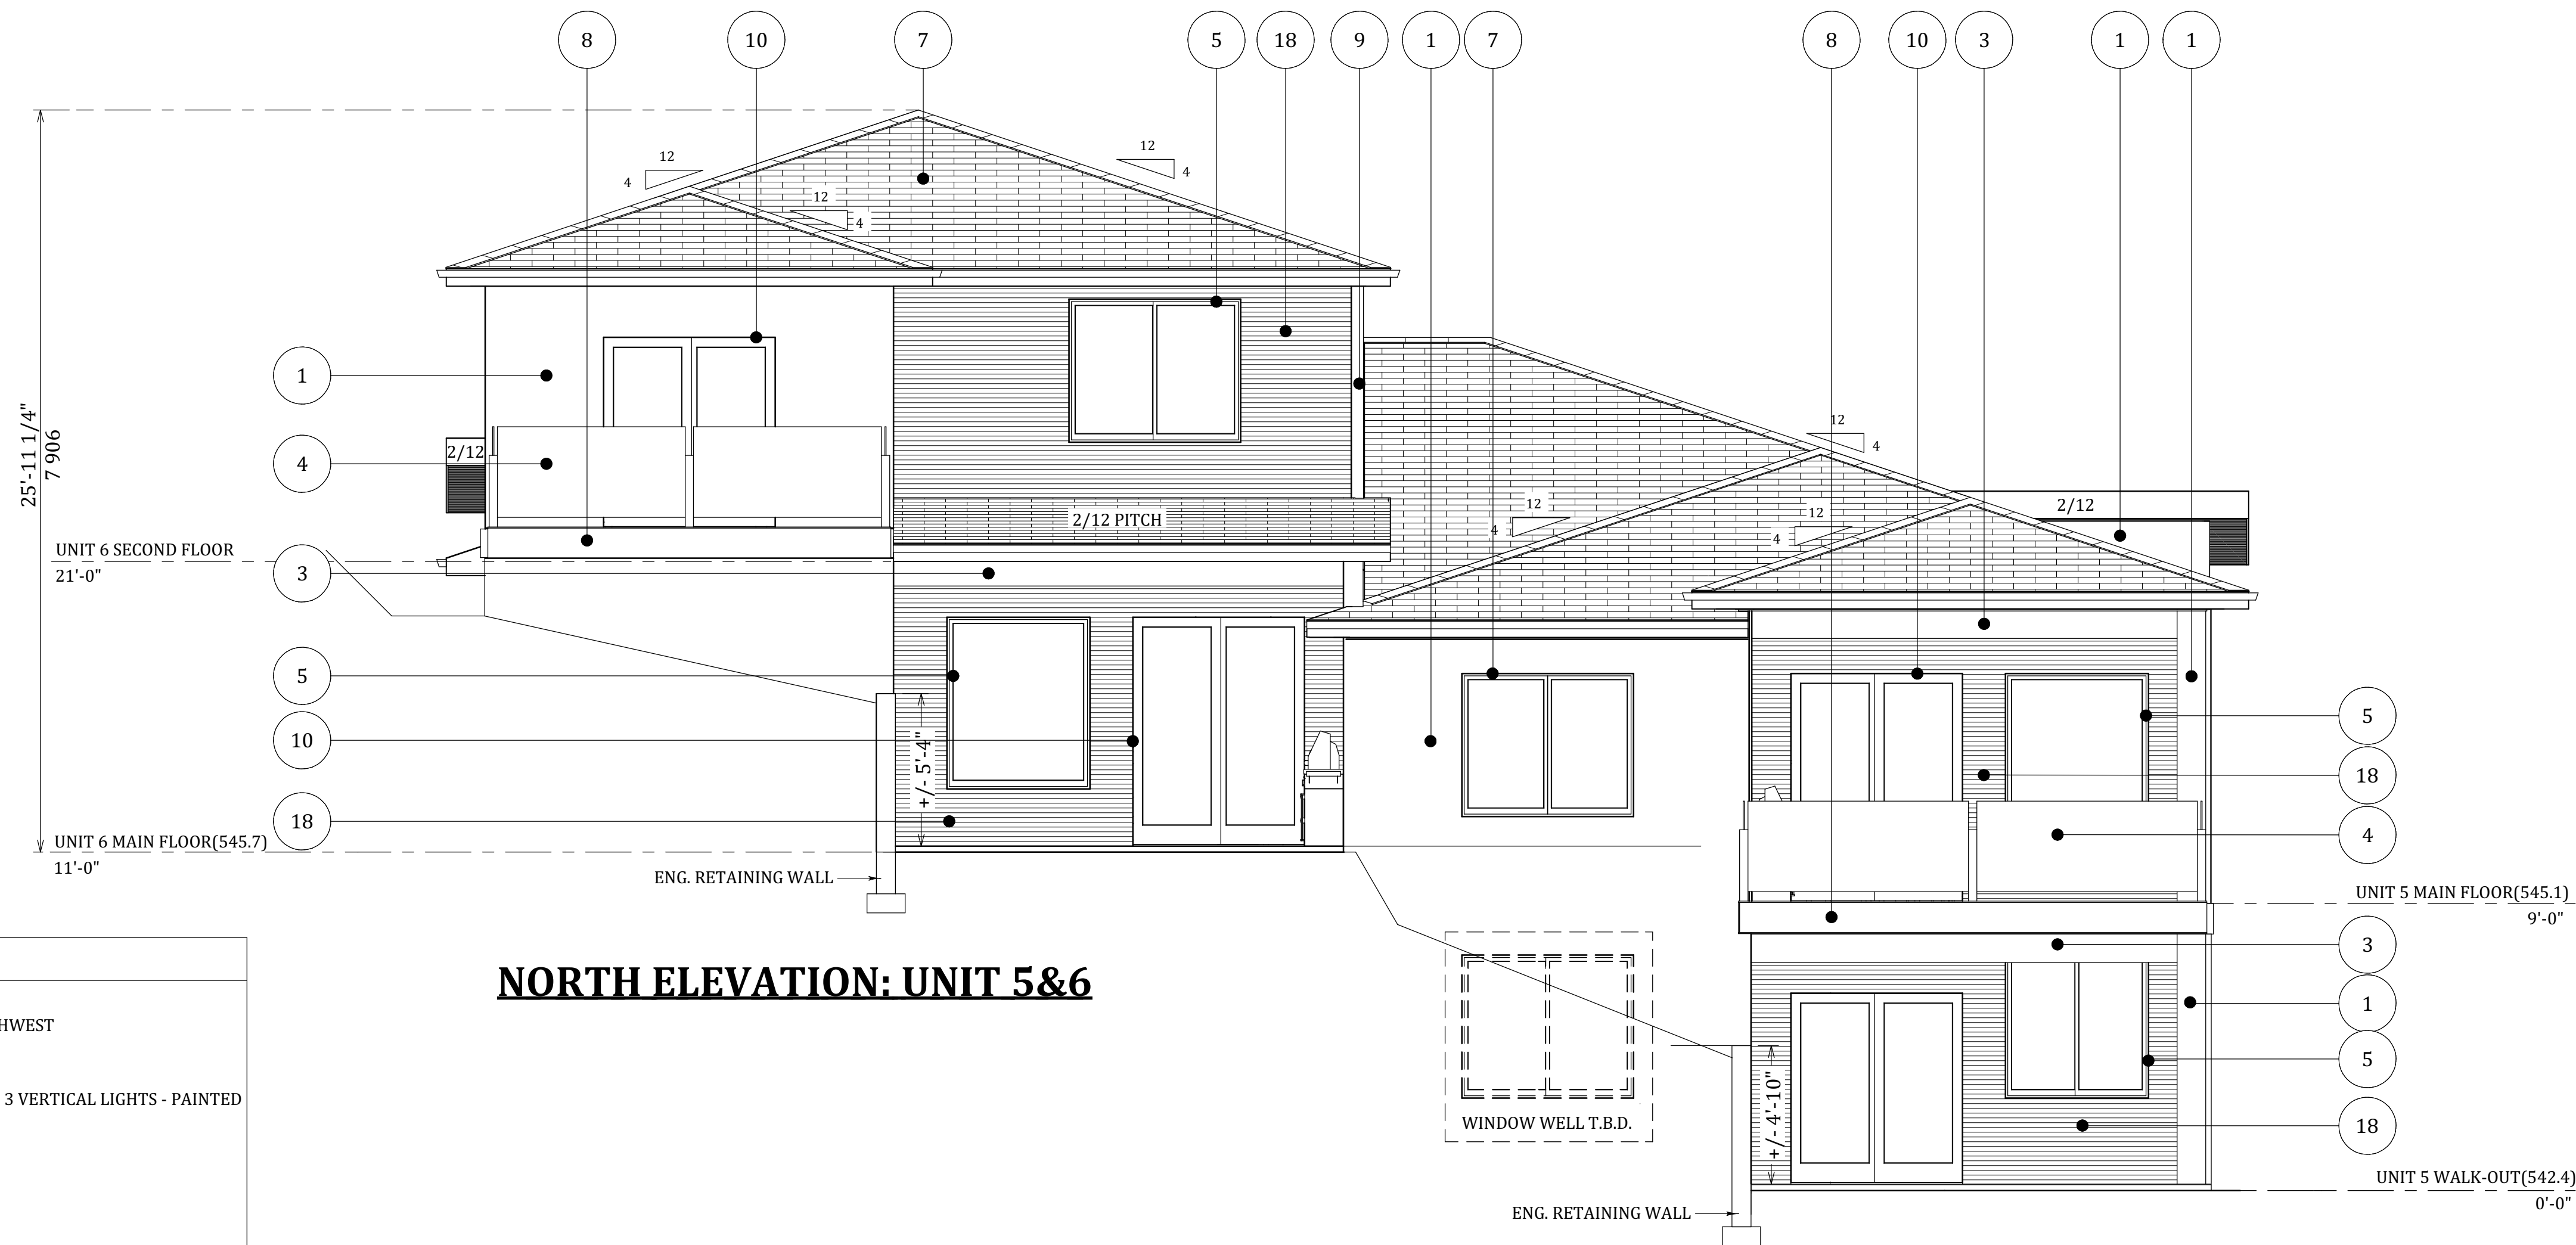 8 10 7 5 18 9 1 7 8 10 3 1 1
12
4
12
4
12
4
25'-11 1/4"
7 906
1
4
2/12
UNIT 6 SECOND FLOOR
21'-0"
3
5
10
18
UNIT 6 MAIN FLOOR(545.7)
11'-0"
2/12 PITCH
12
4
12
4
12
4
2/12
+/- 5'-4"
ENG. RETAINING WALL
5
18
4
UNIT 5 MAIN FLOOR(545.1)
9'-0"
3
1
5
18
UNIT 5 WALK-OUT(542.4)
0'-0"
NORTH ELEVATION: UNIT 5&6
WINDOW WELL T.B.D.
+/- 4'-10"
ENG. RETAINING WALL
HWEST
3 VERTICAL LIGHTS - PAINTED